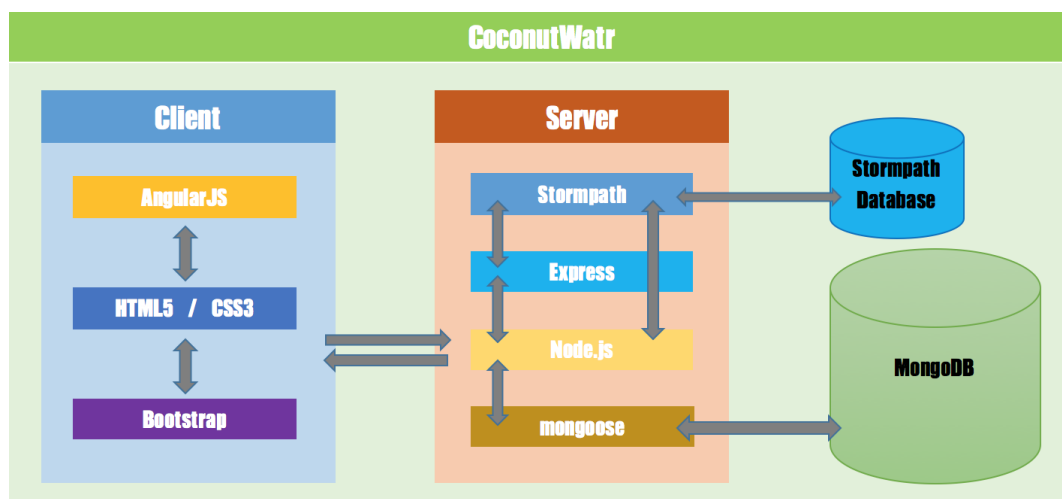 CoconutWatr
Client
AngularJS
HTML5 / CSS3
Bootstrap
Server
Stormpath
Express
Node.js
mongoose
Stormpath
Database
MongoDB